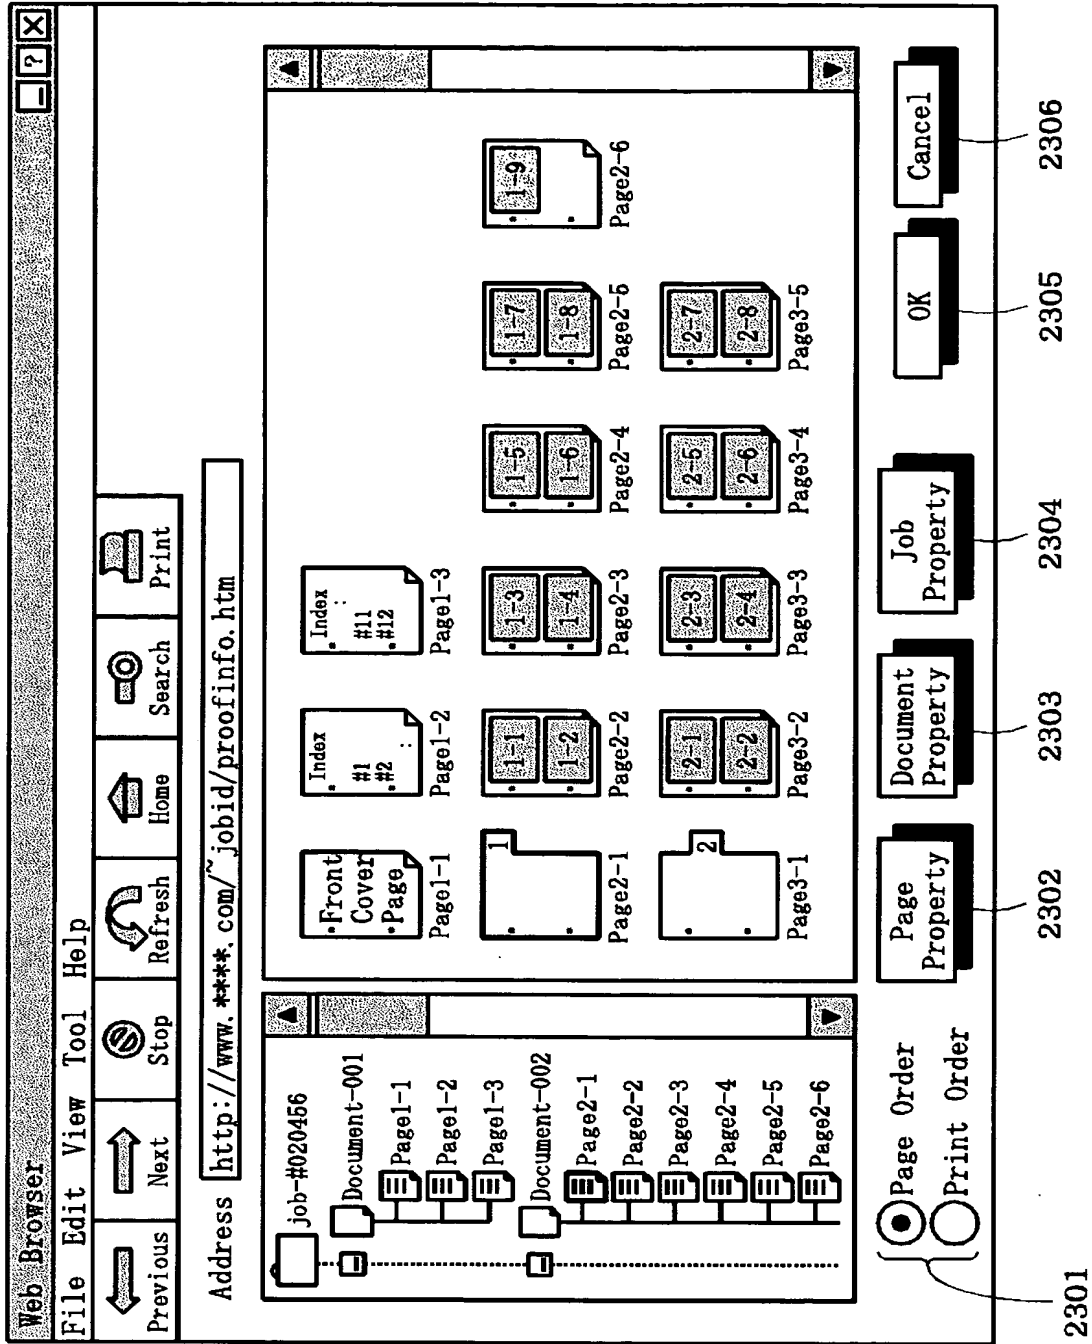 Web Browser
_ ? X
File Edit View Tool Help
Previous Next Stop Refresh Home Search Print
Address http://www.****.com/~jobid/proofinfo.htm
job-#020456
Document-001
Page1-1
Page1-2
Page1-3
Document-002
Page2-1
Page2-2
Page2-3
Page2-4
Page2-5
Page2-6
Front
Cover
Page
Page1-1
Index
#1
#2
:
Page1-2
Index
:
#11
#12
Page1-3
1
Page2-1
1-1
1-2
Page2-2
1-3
1-4
Page2-3
1-5
1-6
Page2-4
1-7
1-8
Page2-5
1-9
Page2-6
2
Page3-1
2-1
2-2
Page3-2
2-3
2-4
Page3-3
2-5
2-6
Page3-4
2-7
2-8
Page3-5
Page Order
Print Order
Page
Property
Document
Property
Job
Property
OK
Cancel
2301
2302
2303
2304
2305
2306